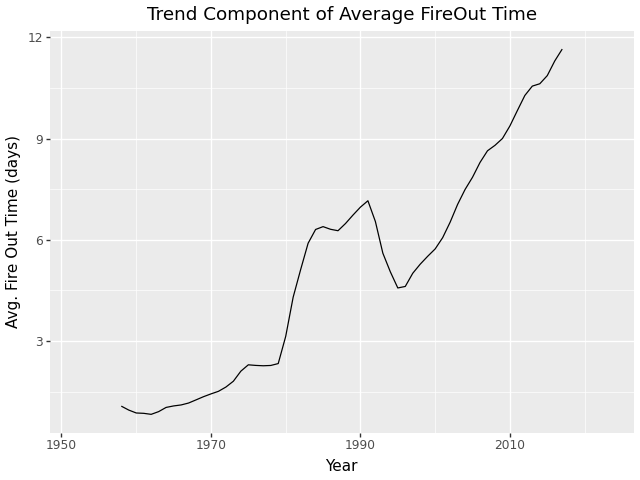 Trend Component of Average FireOut Time
Avg. Fire Out Time (days)
12
9
6
3
1950 1970 1990 2010
Year